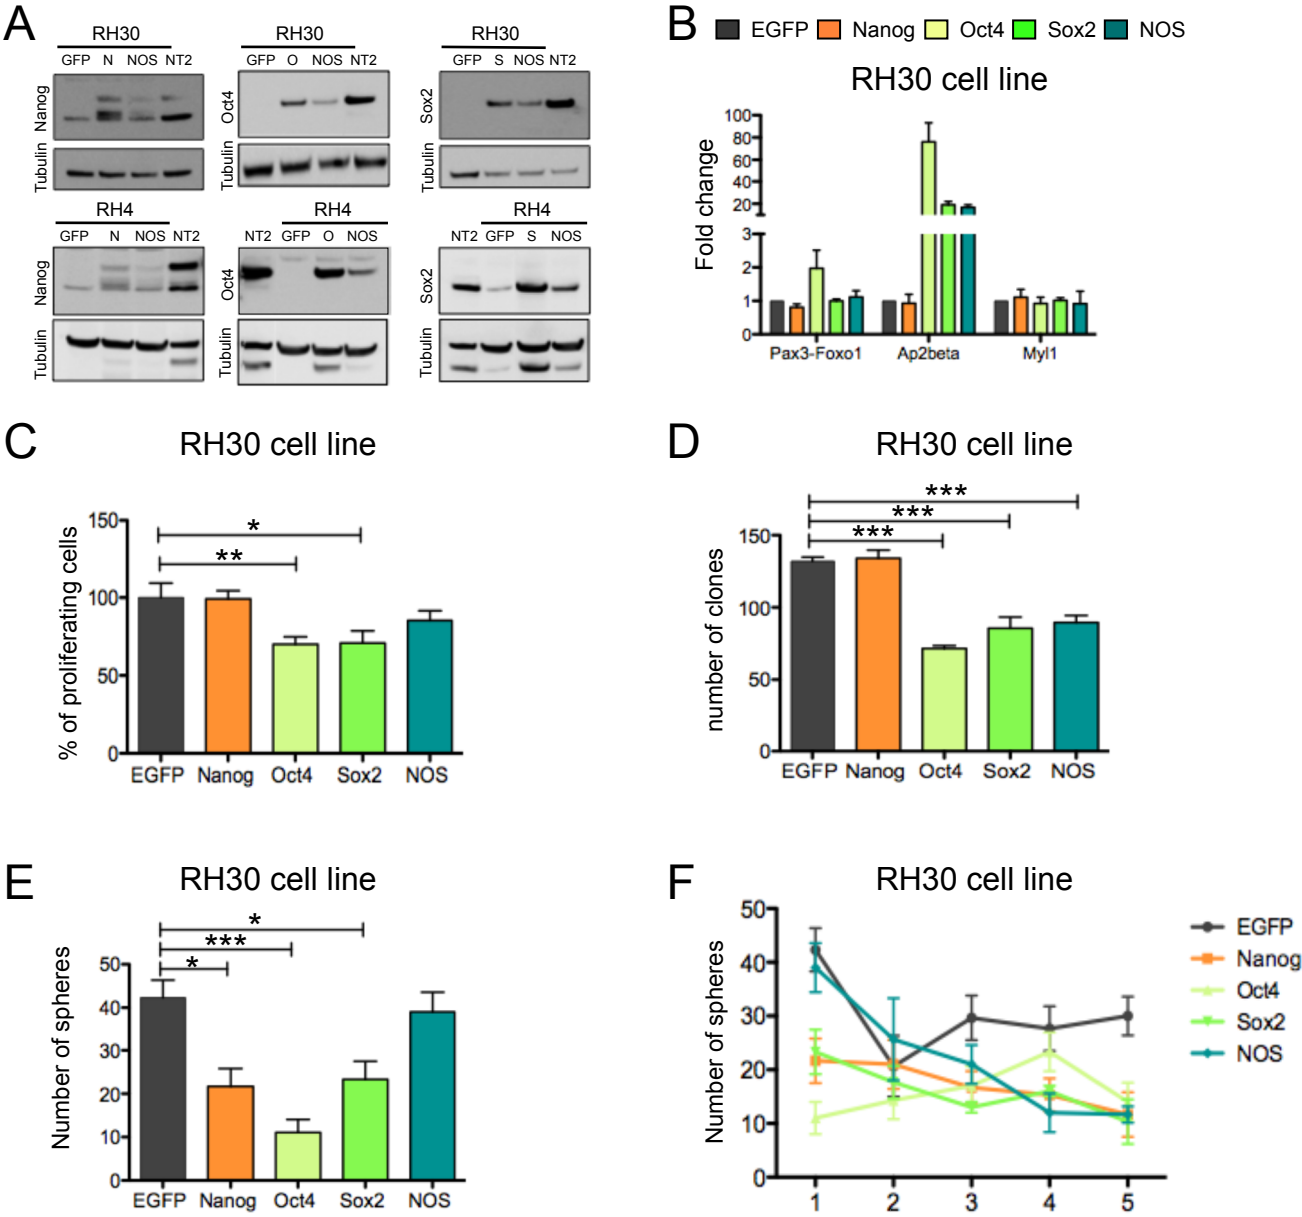 A
RH30
GFP N NOS NT2
Nanog
Tubulin
RH30
GFP O NOS NT2
Oct4
Tubulin
RH30
GFP S NOS NT2
Sox2
Tubulin
RH4
GFP N NOS NT2
Nanog
Tubulin
RH4
NT2 GFP O NOS
Oct4
Tubulin
RH4
NT2 GFP S NOS
Sox2
Tubulin
B
EGFP Nanog Oct4 Sox2 NOS
RH30 cell line
Fold change
100
80
60
40
20
3
2
1
0
Pax3-Foxo1 Ap2beta Myl1
C
RH30 cell line
% of proliferating cells
150
100
50
0
*
**
EGFP Nanog Oct4 Sox2 NOS
D
RH30 cell line
number of clones
150
100
50
0
***
***
***
EGFP Nanog Oct4 Sox2 NOS
E
RH30 cell line
Number of spheres
50
40
30
20
10
0
*
***
*
EGFP Nanog Oct4 Sox2 NOS
F
RH30 cell line
Number of spheres
50
40
30
20
10
0
1 2 3 4 5
EGFP
Nanog
Oct4
Sox2
NOS